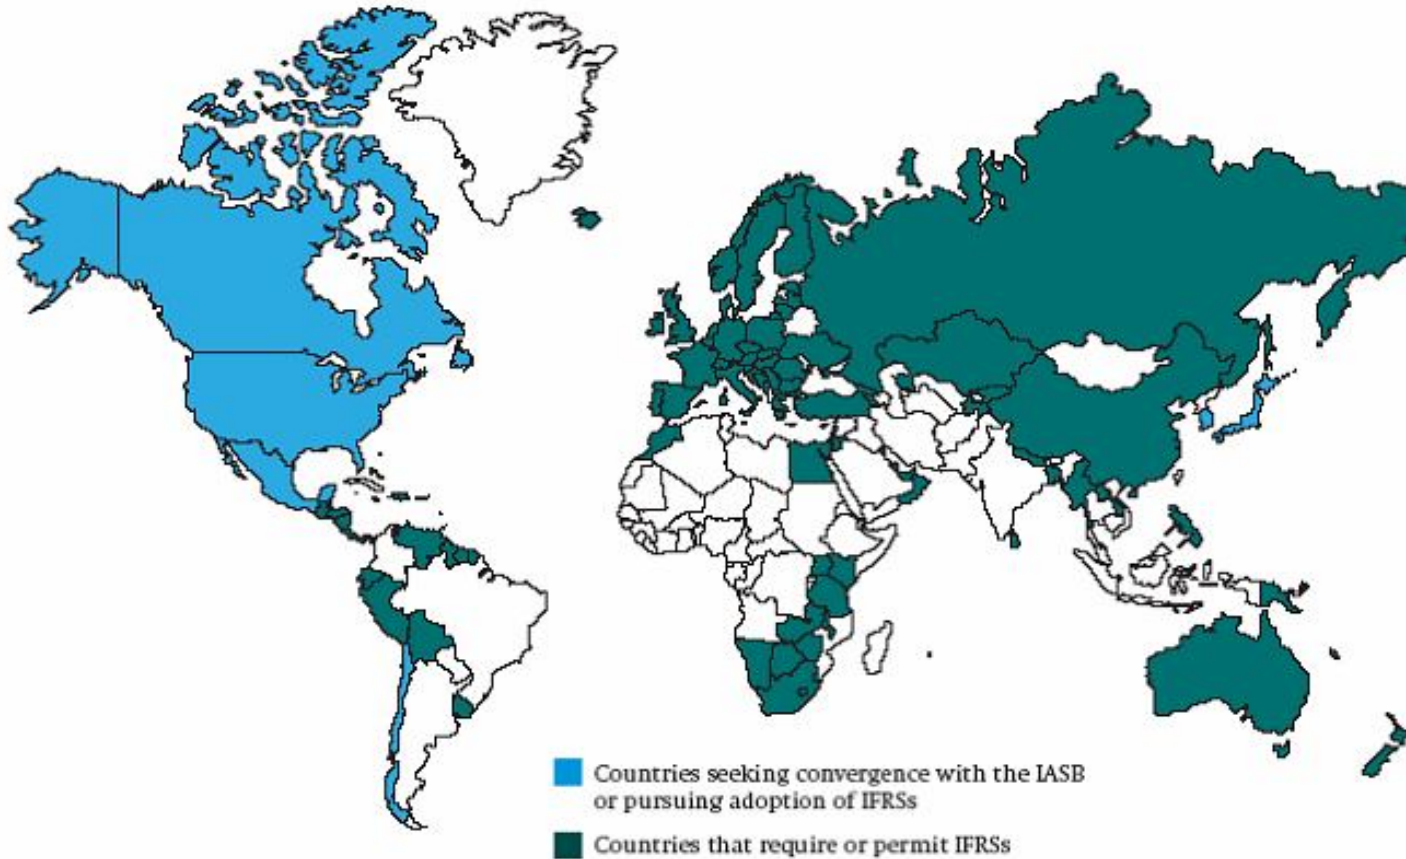 Countries seeking convergence with the IASB
or pursuing adoption of IFRSs
Countries that require or permit IFRSs